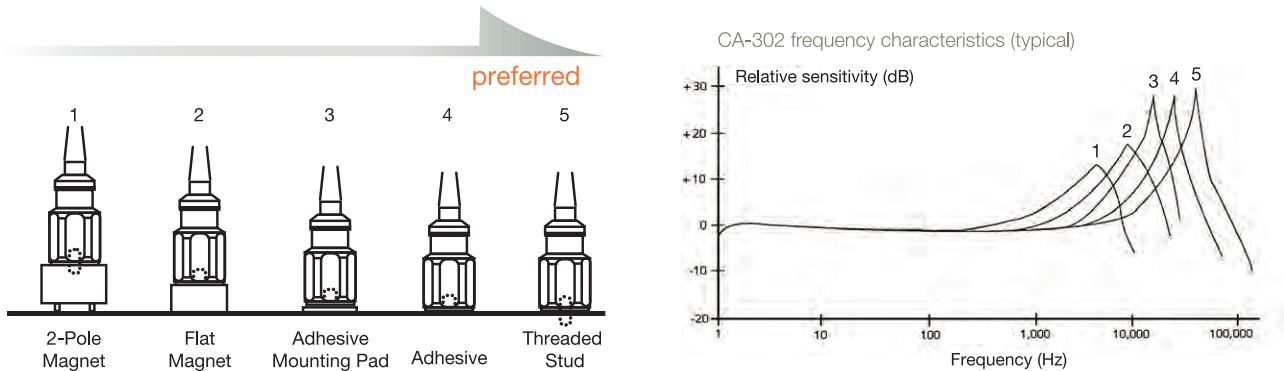 preferred
1 2 3 4 5
2-Pole
Magnet
Flat
Magnet
Adhesive
Mounting Pad
Adhesive
Threaded
Stud
CA-302 frequency characteristics (typical)
Relative sensitivity (dB)
+30
+20
+10
0
-10
-20
1 2 3 4 5
1 10 100 1,000 10,000 100,000
Frequency (Hz)